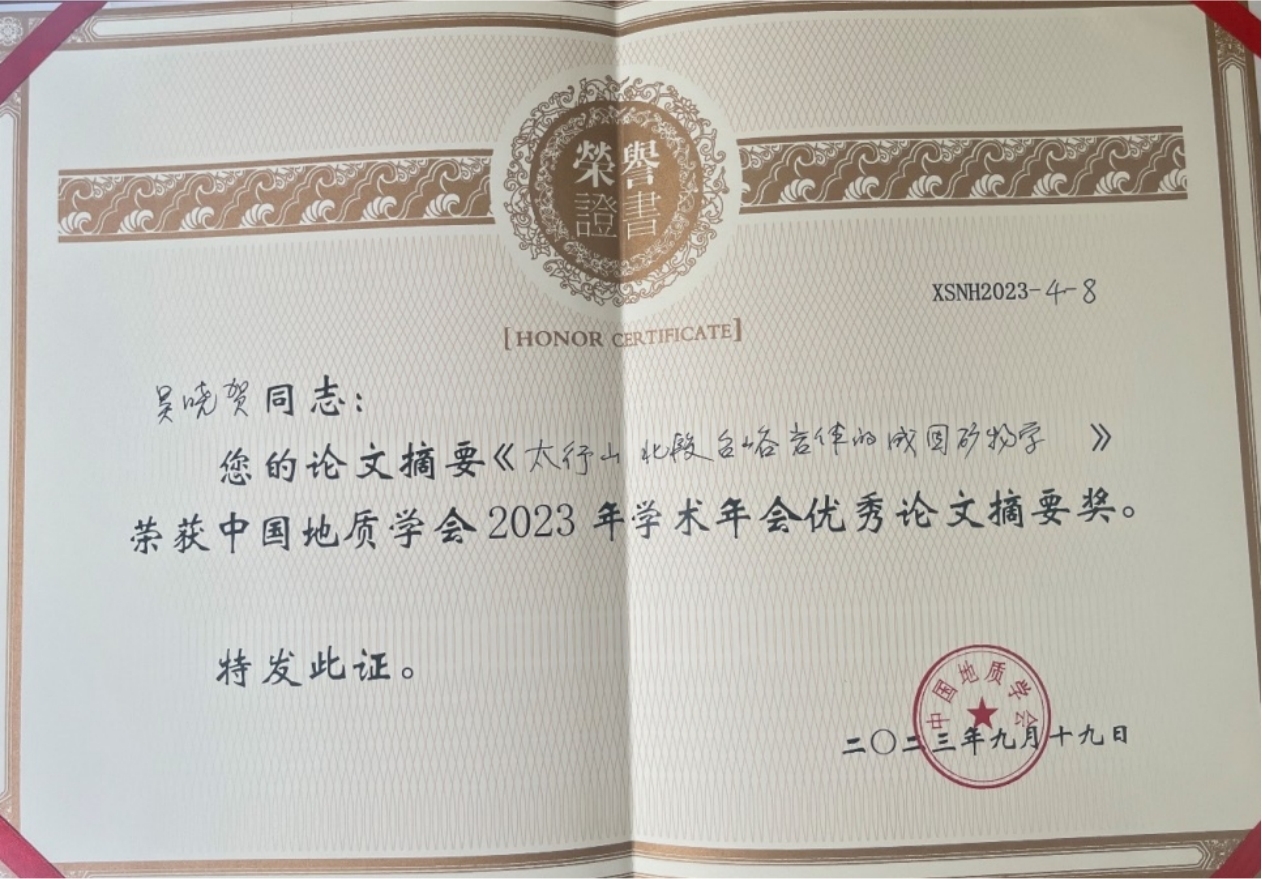 榮譽
證書
[HONOR CERTIFICATE]
XSNH2023-4-8
吴晓贺同志:
您的论文摘要《太行山北段合峪岩体的成因矿物学》
荣获中国地质学会2023年学术年会优秀论文摘要奖。
特发此证。
中国地质学会
二〇二三年九月十九日